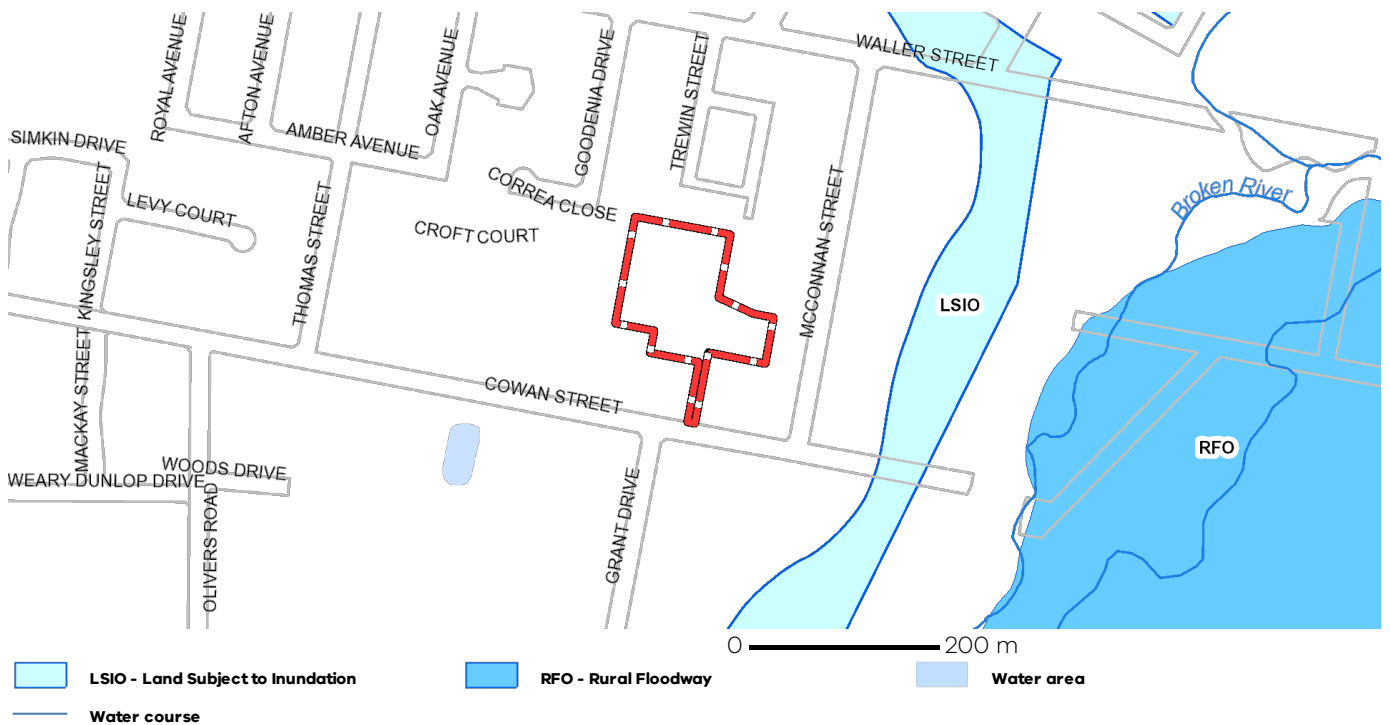 WALLER STREET
ROYAL AVENUE
AFTON AVENUE
OAK AVENUE
GOODENIA DRIVE
TREWIN STREET
SIMKIN DRIVE
AMBER AVENUE
CORREA CLOSE
Broken River
LEVY COURT
CROFT COURT
KINGSLEY STREET
THOMAS STREET
MCCONNAN STREET
LSIO
MACKAY STREET
COWAN STREET
RFO
WOODS DRIVE
WEARY DUNLOP DRIVE
OLIVERS ROAD
GRANT DRIVE
0 200 m
LSIO - Land Subject to Inundation
RFO - Rural Floodway
Water area
Water course